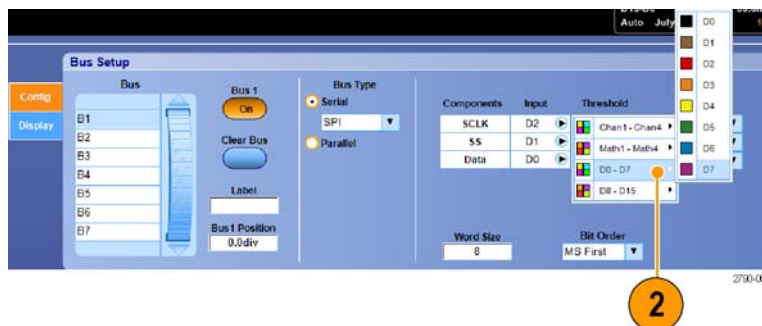 Auto July
D0
D1
D2
D3
D4
D5
D6
D7
Bus Setup
Config
Display
Bus
B1
B2
B3
B4
B5
B6
B7
Bus 1
On
Clear Bus
Label
Bus1 Position
0.0div
Bus Type
Serial
SPI
Parallel
Components Input Threshold
SCLK D2
SS D1
Data D0
Chan1 - Chan4
Math1 - Math4
D0 - D7
D8 - D15
Word Size
8
Bit Order
MS First
2